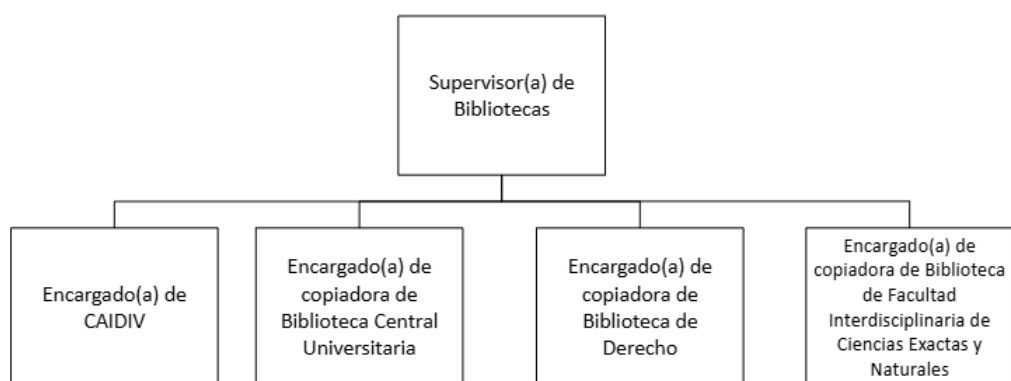 Supervisor(a) de
Bibliotecas
Encargado(a) de
CAIDIV
Encargado(a) de
copiadora de
Biblioteca Central
Universitaria
Encargado(a) de
copiadora de
Biblioteca de
Derecho
Encargado(a) de
copiadora de Biblioteca
de Facultad
Interdisciplinaria de
Ciencias Exactas y
Naturales